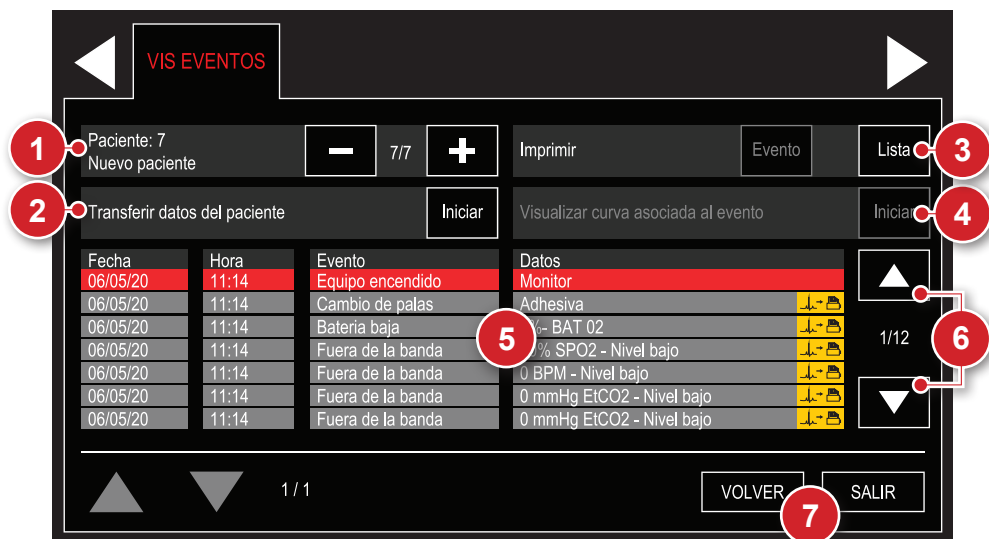 VIS EVENTOS
1
Paciente: 7
Nuevo paciente
7/7
Imprimir
Evento
Lista
3
2
Transferir datos del paciente
Iniciar
Visualizar curva asociada al evento
Iniciar
4
Fecha Hora Evento Datos
06/05/20 11:14 Equipo encendido Monitor
06/05/20 11:14 Cambio de palas Adhesiva
06/05/20 11:14 Bateria baja %- BAT 02
06/05/20 11:14 Fuera de la banda % SPO2 - Nivel bajo
06/05/20 11:14 Fuera de la banda 0 BPM - Nivel bajo
06/05/20 11:14 Fuera de la banda 0 mmHg EtCO2 - Nivel bajo
06/05/20 11:14 Fuera de la banda 0 mmHg EtCO2 - Nivel bajo
5
1/12
6
1 / 1
VOLVER
SALIR
7